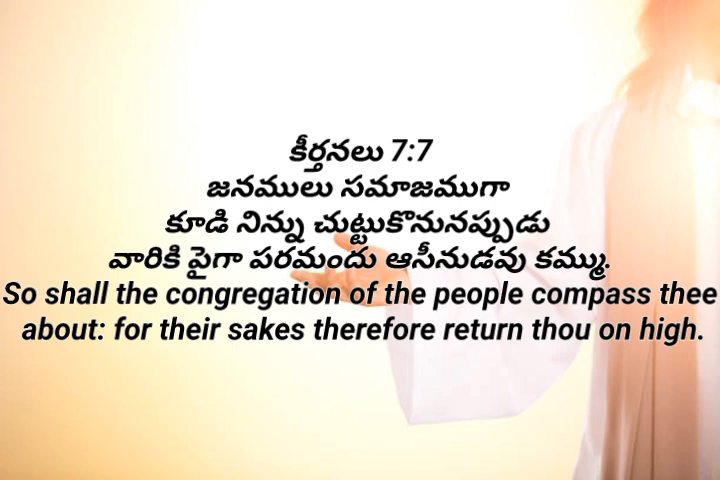 కీర్తనలు 7:7
జనములు సమాజముగా
కూడి నిన్ను చుట్టుకొనునప్పుడు
వారికి పైగా పరమందు ఆసీనుడవు కమ్ము.
So shall the congregation of the people compass thee
about: for their sakes therefore return thou on high.